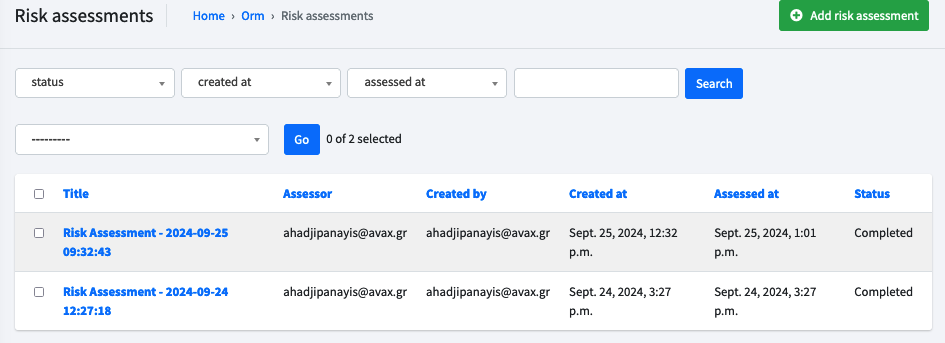 Risk assessments Home › Orm › Risk assessments Add risk assessment
status created at assessed at Search
--------- Go 0 of 2 selected
Title Assessor Created by Created at Assessed at Status
Risk Assessment - 2024-09-25 ahadjipanayis@avax.gr ahadjipanayis@avax.gr Sept. 25, 2024, 12:32 Sept. 25, 2024, 1:01 Completed
09:32:43 p.m. p.m.
Risk Assessment - 2024-09-24 ahadjipanayis@avax.gr ahadjipanayis@avax.gr Sept. 24, 2024, 3:27 Sept. 24, 2024, 3:27 Completed
12:27:18 p.m. p.m.